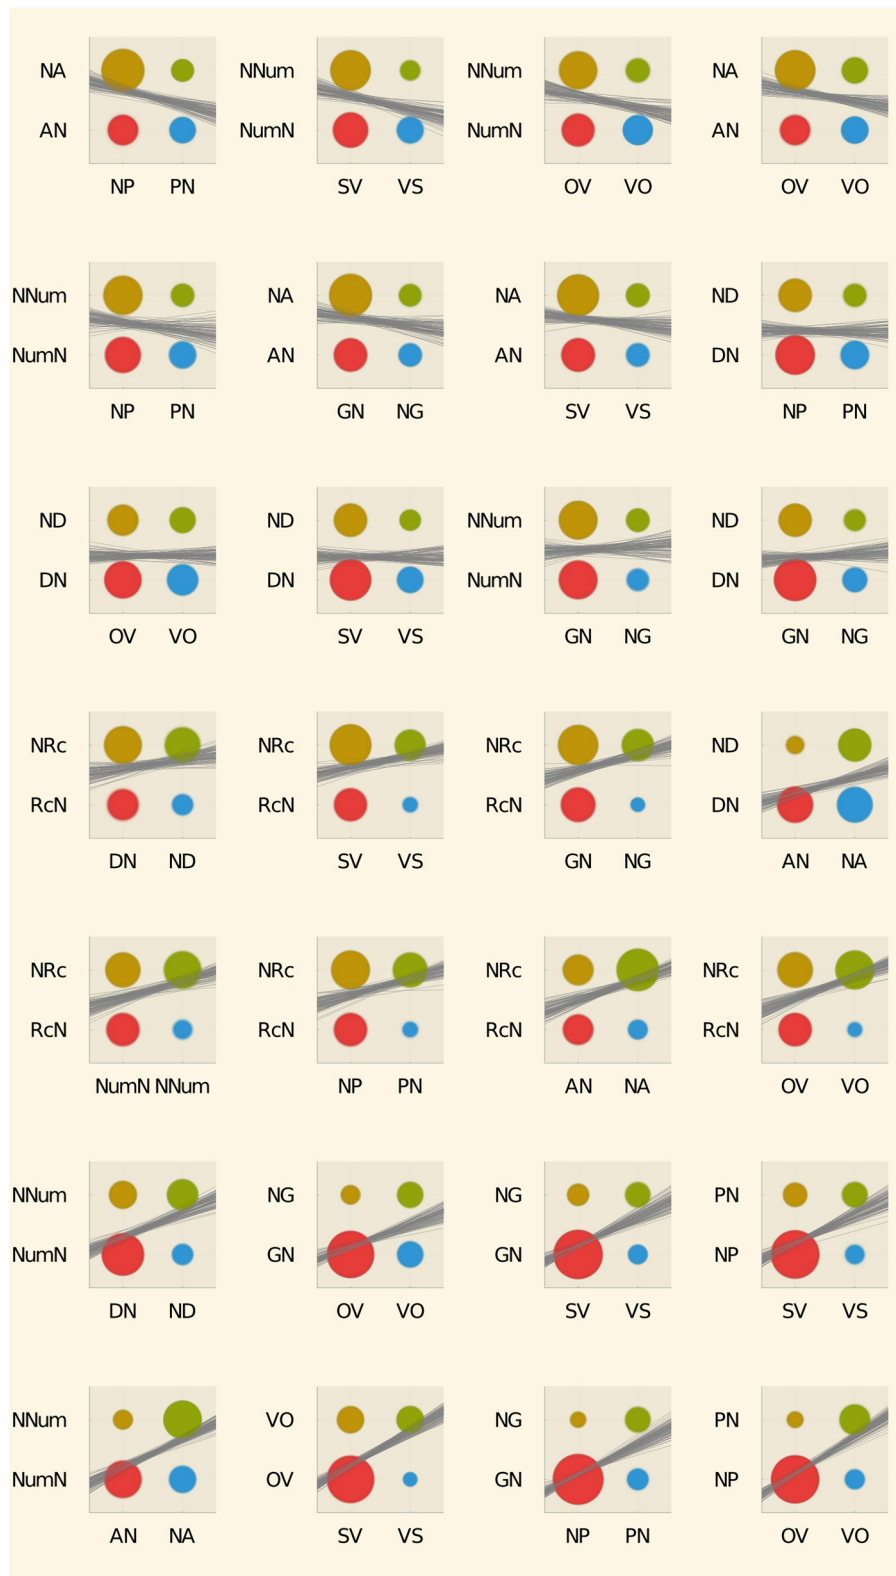 NA NNum NNum NA
AN NumN NumN AN
NP PN SV VS OV VO OV VO
NNum NA NA ND
NumN AN AN DN
NP PN GN NG SV VS NP PN
ND ND NNum ND
DN DN NumN DN
OV VO SV VS GN NG GN NG
NRc NRc NRc ND
RcN RcN RcN DN
DN ND SV VS GN NG AN NA
NRc NRc NRc NRc
RcN RcN RcN RcN
NumN NNum NP PN AN NA OV VO
NNum NG NG PN
NumN GN GN NP
DN ND OV VO SV VS SV VS
NNum VO NG PN
NumN OV GN NP
AN NA SV VS NP PN OV VO